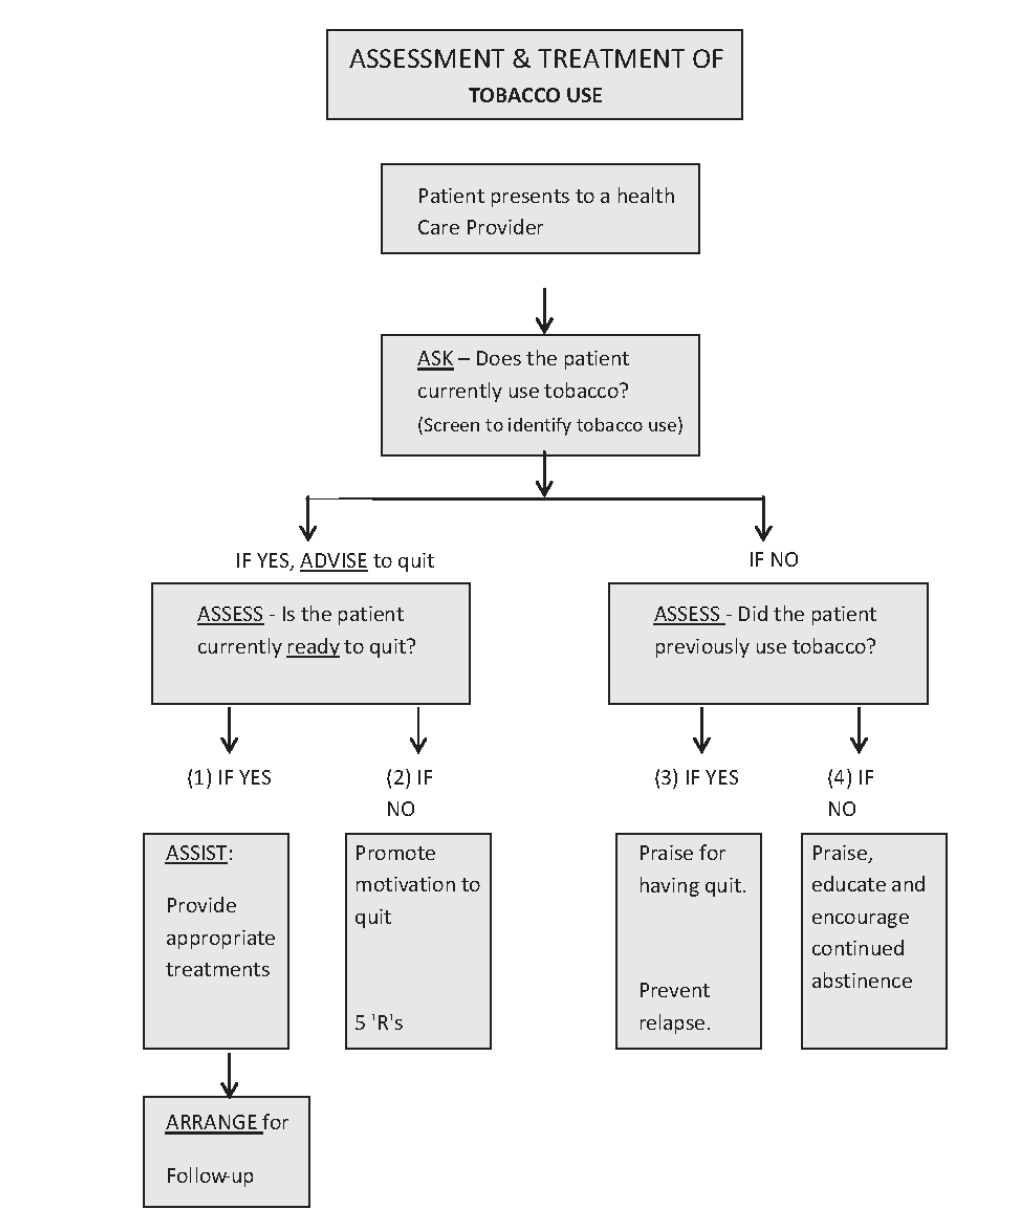 ASSESSMENT & TREATMENT OF
TOBACCO USE
Patient presents to a health
Care Provider
ASK – Does the patient
currently use tobacco?
(Screen to identify tobacco use)
IF YES, ADVISE to quit
IF NO
ASSESS - Is the patient
currently ready to quit?
ASSESS - Did the patient
previously use tobacco?
(1) IF YES
(2) IF
NO
(3) IF YES
(4) IF
NO
ASSIST:
Provide
appropriate
treatments
Promote
motivation to
quit
5 'R's
Praise for
having quit.
Prevent
relapse.
Praise,
educate and
encourage
continued
abstinence
ARRANGE for
Follow-up